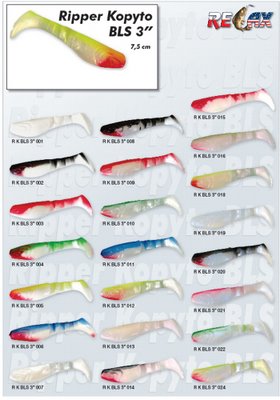 Ripper Kopyto
BLS 3"
7,5 cm
RELAX
R K BLS 3" 001
R K BLS 3" 002
R K BLS 3" 003
R K BLS 3" 004
R K BLS 3" 005
R K BLS 3" 006
R K BLS 3" 007
R K BLS 3" 008
R K BLS 3" 009
R K BLS 3" 010
R K BLS 3" 011
R K BLS 3" 012
R K BLS 3" 013
R K BLS 3" 014
R K BLS 3" 015
R K BLS 3" 016
R K BLS 3" 018
R K BLS 3" 019
R K BLS 3" 020
R K BLS 3" 021
R K BLS 3" 022
R K BLS 3" 024